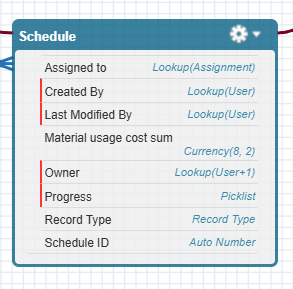 Schedule
Assigned to Lookup(Assignment)
Created By Lookup(User)
Last Modified By Lookup(User)
Material usage cost sum
Currency(8, 2)
Owner Lookup(User+1)
Progress Picklist
Record Type Record Type
Schedule ID Auto Number